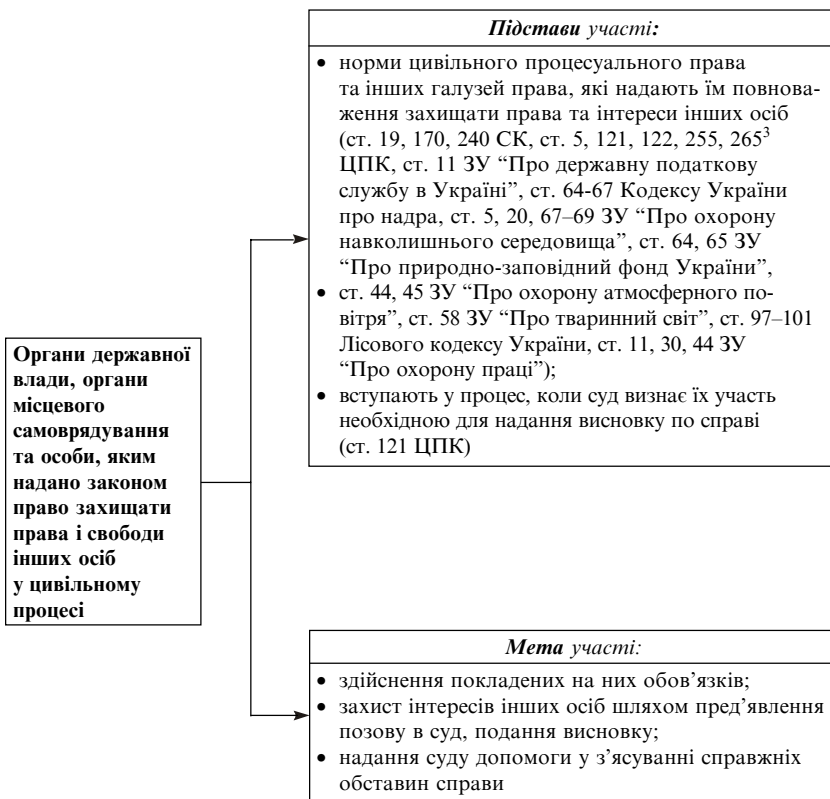 Підстави участі:
• норми цивільного процесуального права
та інших галузей права, які надають їм повнова-
ження захищати права та інтереси інших осіб
(ст. 19, 170, 240 СК, ст. 5, 121, 122, 255, 265³
ЦПК, ст. 11 ЗУ “Про державну податкову
службу в Україні”, ст. 64-67 Кодексу України
про надра, ст. 5, 20, 67–69 ЗУ “Про охорону
навколишнього середовища”, ст. 64, 65 ЗУ
“Про природно-заповідний фонд України”,
• ст. 44, 45 ЗУ “Про охорону атмосферного по-
вітря”, ст. 58 ЗУ “Про тваринний світ”, ст. 97–101
Лісового кодексу України, ст. 11, 30, 44 ЗУ
“Про охорону праці”);
• вступають у процес, коли суд визнає їх участь
необхідною для надання висновку по справі
(ст. 121 ЦПК)
Органи державної
влади, органи
місцевого
самоврядування
та особи, яким
надано законом
право захищати
права і свободи
інших осіб
у цивільному
процесі
Мета участі:
• здійснення покладених на них обов’язків;
• захист інтересів інших осіб шляхом пред’явлення
позову в суд, подання висновку;
• надання суду допомоги у з’ясуванні справжніх
обставин справи